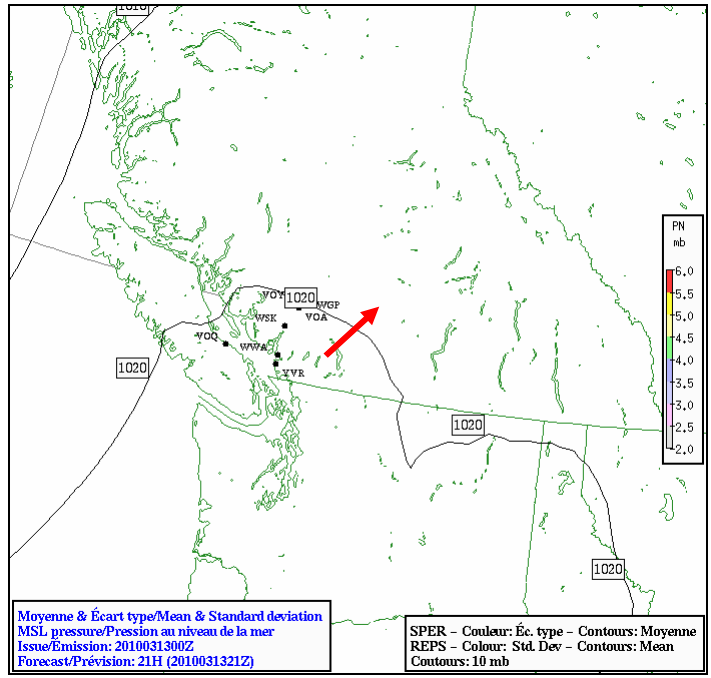 1010
PN
mb
6.0
5.5
5.0
4.5
4.0
3.5
3.0
2.5
2.0
VOY
1020
WGP
VOA
WSK
VOQ
WWA
YVR
1020
1020
1020
Moyenne & Écart type/Mean & Standard deviation
MSL pressure/Pression au niveau de la mer
Issue/Émission: 2010031300Z
Forecast/Prévision: 21H (2010031321Z)
SPER – Couleur: Éc. type – Contours: Moyenne
REPS – Colour: Std. Dev – Contours: Mean
Coutours: 10 mb